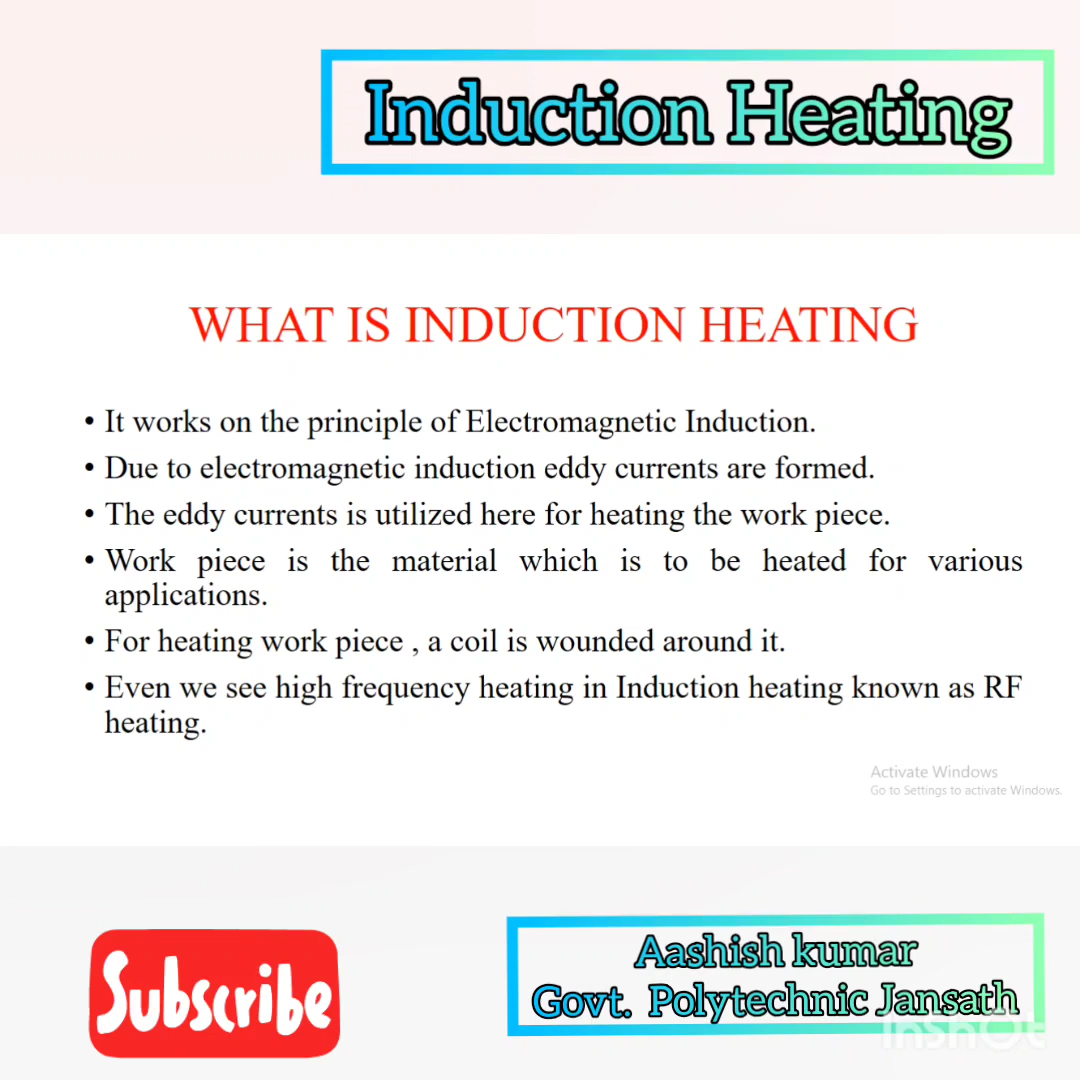 Induction Heating
WHAT IS INDUCTION HEATING
• It works on the principle of Electromagnetic Induction.
• Due to electromagnetic induction eddy currents are formed.
• The eddy currents is utilized here for heating the work piece.
• Work piece is the material which is to be heated for various
applications.
• For heating work piece , a coil is wounded around it.
• Even we see high frequency heating in Induction heating known as RF
heating.
Activate Windows
Go to Settings to activate Windows.
Subscribe
Aashish kumar
Govt. Polytechnic Jansath
InShOt